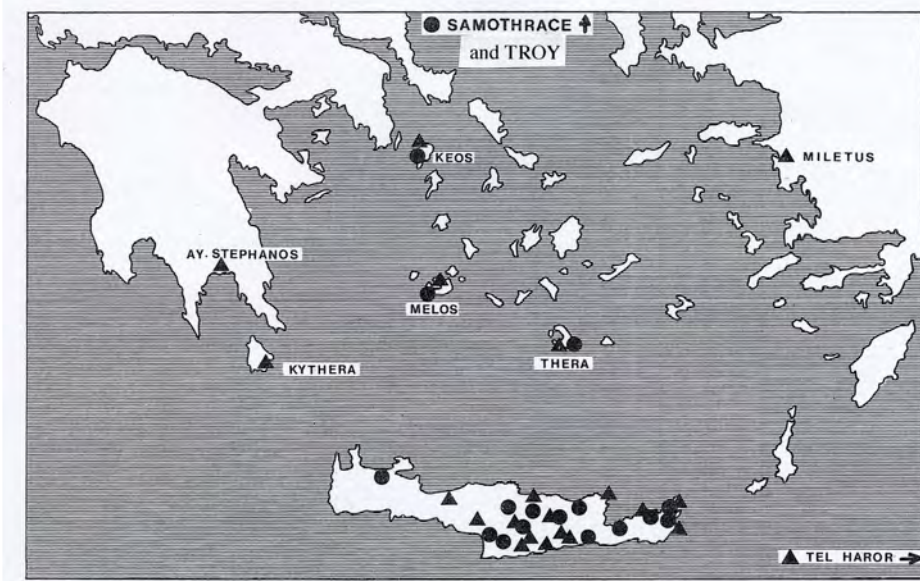 SAMOTHRACE
and TROY
KEOS
MILETUS
AY. STEPHANOS
MELOS
THERA
KYTHERA
TEL HAROR